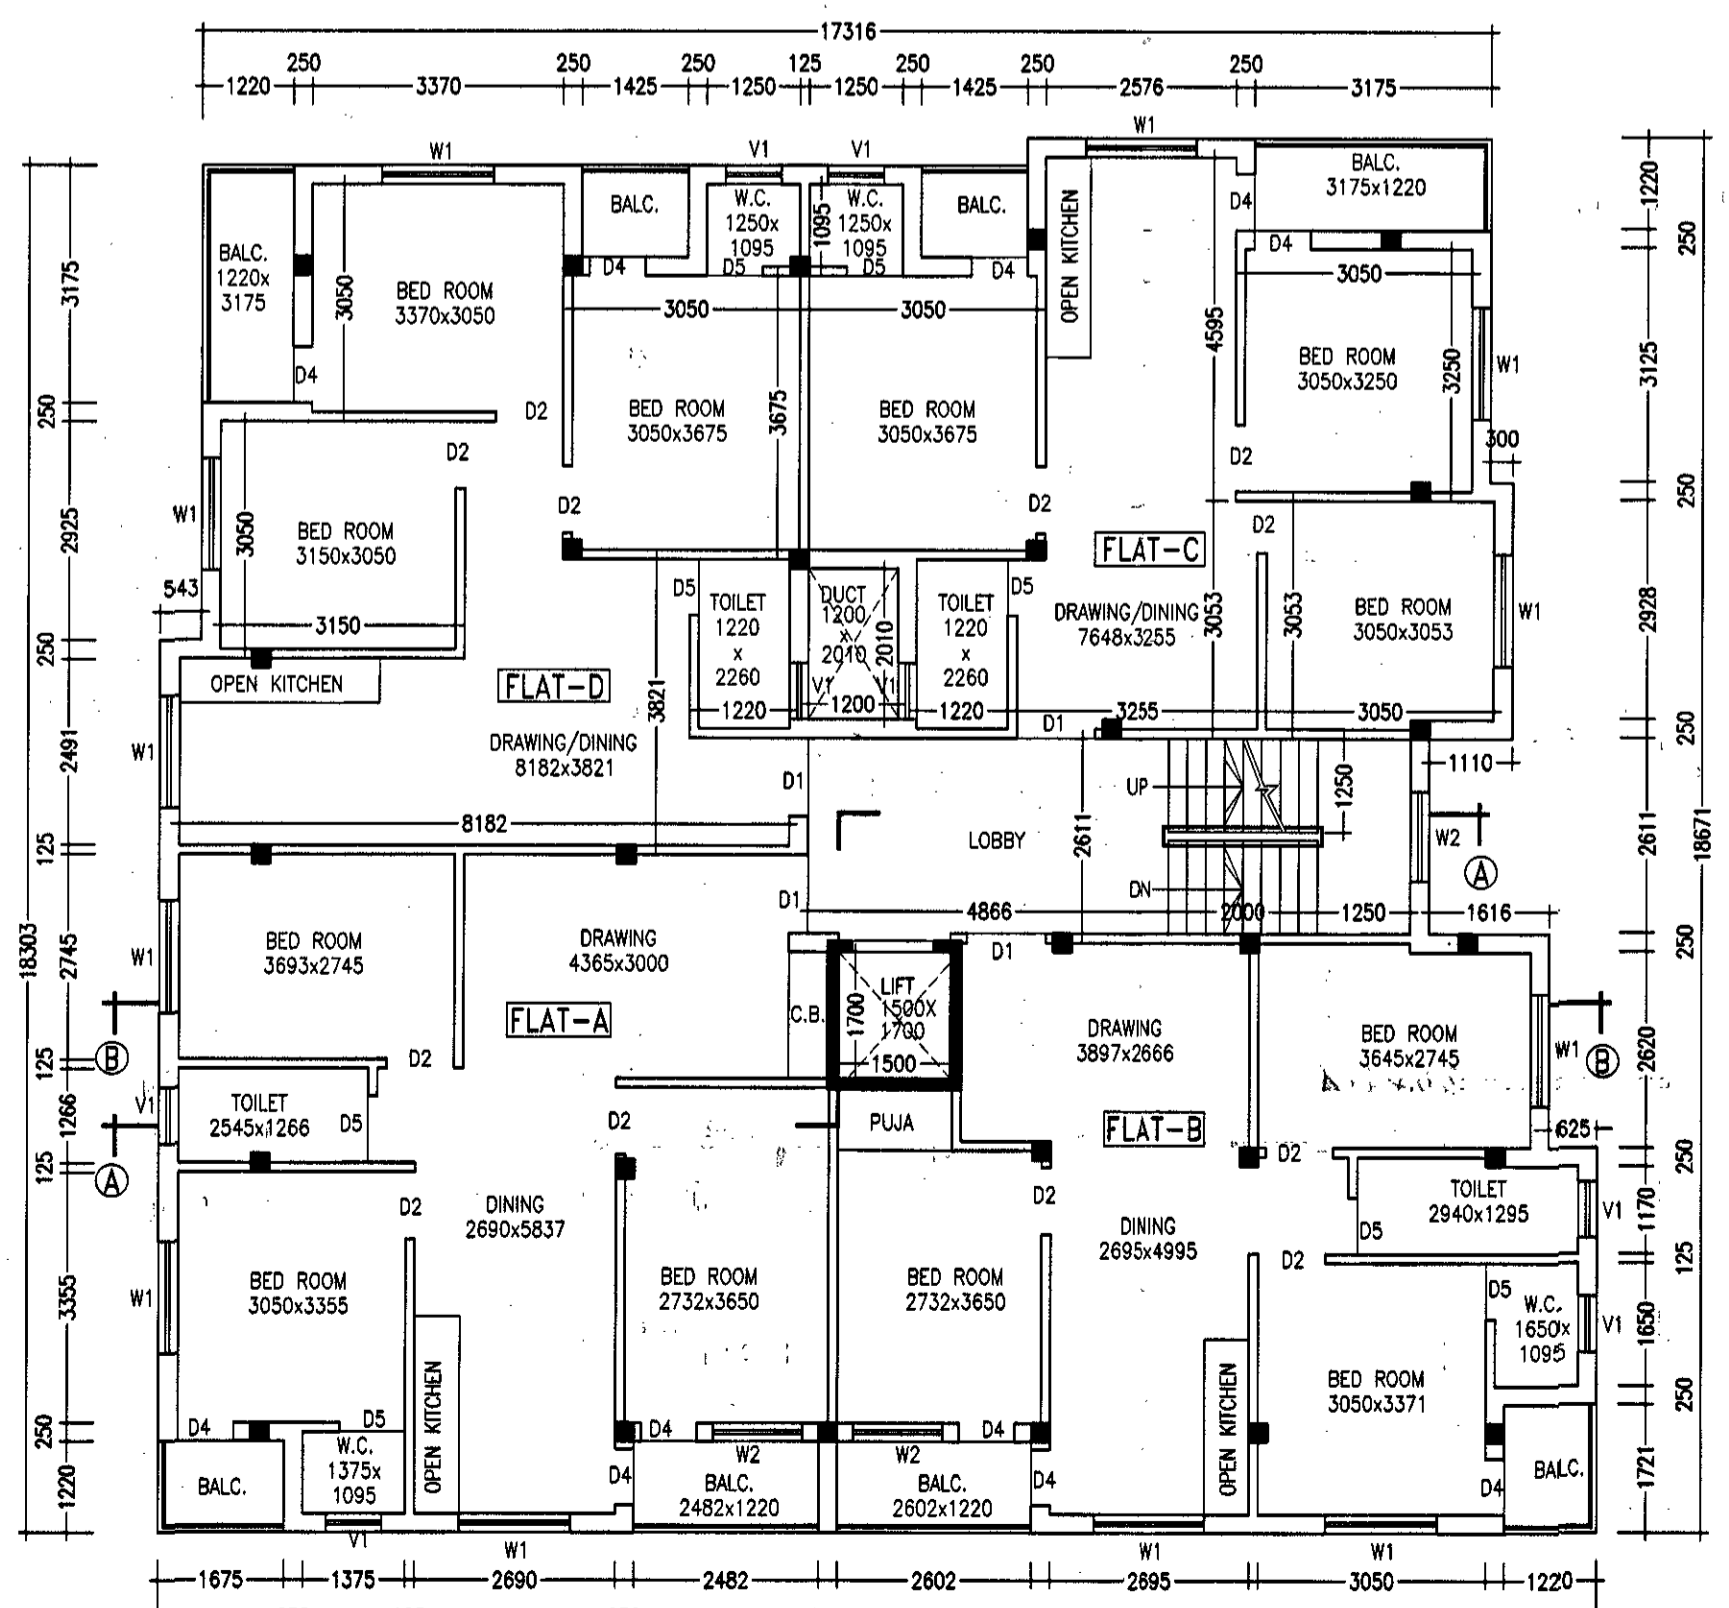 17316
250 250 250 125 250 250 250
1220 3370 1425 1250 1250 1425 2576 3175
W1
W1 V1 V1
BALC.
3175x1220
1220
D4
BALC.
W.C.
1250x
1095
1095
W.C.
1250x
1095
BALC.
OPEN KITCHEN
D4
250
BALC.
1220x
3175
3175
3050
BED ROOM
3370x3050
D4 D5 D5 D4
3050
3050 3050
4595
BED ROOM
3050x3250
3250
W1
3125
D4
250
D2
BED ROOM
3050x3675
3675
BED ROOM
3050x3675
D2
D2
300
250
W1
2925
3050
BED ROOM
3150x3050
D2
D2
D2
FLAT-C
543
3150
D5
TOILET
1220
x
2260
DUCT
1200
x
2010
2010
TOILET
1220
x
2260
D5
DRAWING/DINING
7648x3255
3053
3053
BED ROOM
3050x3053
W1
2928
250
OPEN KITCHEN
FLAT-D
3821
V1 V1
1220 1200 1220 3255 3050
D1
250
W1
2491
DRAWING/DINING
8182x3821
D1
1110
UP
1250
8182
LOBBY
2611
W2
A
2611
18671
125
DN
D1
4866 2000 1250 1616
18303
2745
W1
BED ROOM
3693x2745
DRAWING
4365x3000
D1
250
FLAT-A
C.B.
LIFT
1500X
1700
1700
1500
DRAWING
3897x2666
BED ROOM
3645x2745
W1
B
2620
B
125
D2
V1
1266
TOILET
2545x1266
D5
D2
PUJA
FLAT-B
625
A
125
D2
250
D2
DINING
2690x5837
D2
DINING
2695x4995
TOILET
2940x1295
D5
V1
1170
D2
125
W1
3355
BED ROOM
3050x3355
BED ROOM
2732x3650
BED ROOM
2732x3650
D5
W.C.
1650x
1095
V1
1650
OPEN KITCHEN
OPEN KITCHEN
BED ROOM
3050x3371
250
250
D4
D5
D4
D4
W.C.
1375x
1095
BALC.
W2
W2
D4
BALC.
2482x1220
BALC.
2602x1220
D4
D4
BALC.
1721
1220
V1 W1 W1 W1
1675 1375 2690 2482 2602 2695 3050 1220